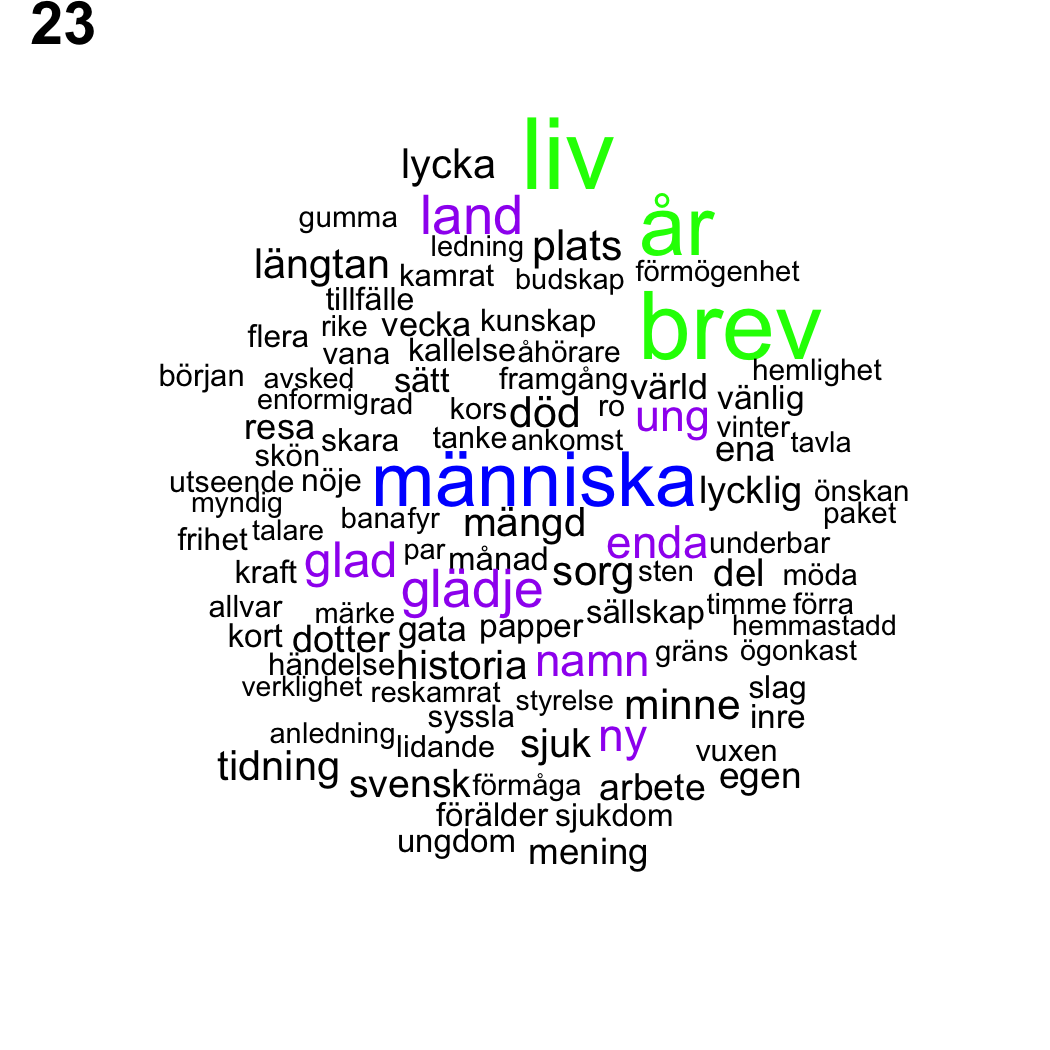 23
lycka liv
gumma land år
ledning plats
längtan kamrat budskap förmögenhet
tillfälle brev
flera rike vecka kunskap
vana kallelse åhörare
början avsked sätt framgång värld hemlighet
enformig rad kors död ro ung vänlig
resa skara tanke ankomst vinter tavla
skön ena
utseende nöje människa lycklig önskan
myndig paket
frihet talare bana fyr mängd enda underbar
kraft glad par månad sorg sten del möda
glädje
allvar märke sällskap timme förra
kort dotter gata papper hemmastadd
händelse historia namn gräns ögonkast
verklighet reskamrat styrelse minne slag
syssla inre
anledning lidande sjuk ny vuxen
tidning svensk förmåga arbete egen
förälder sjukdom
ungdom mening